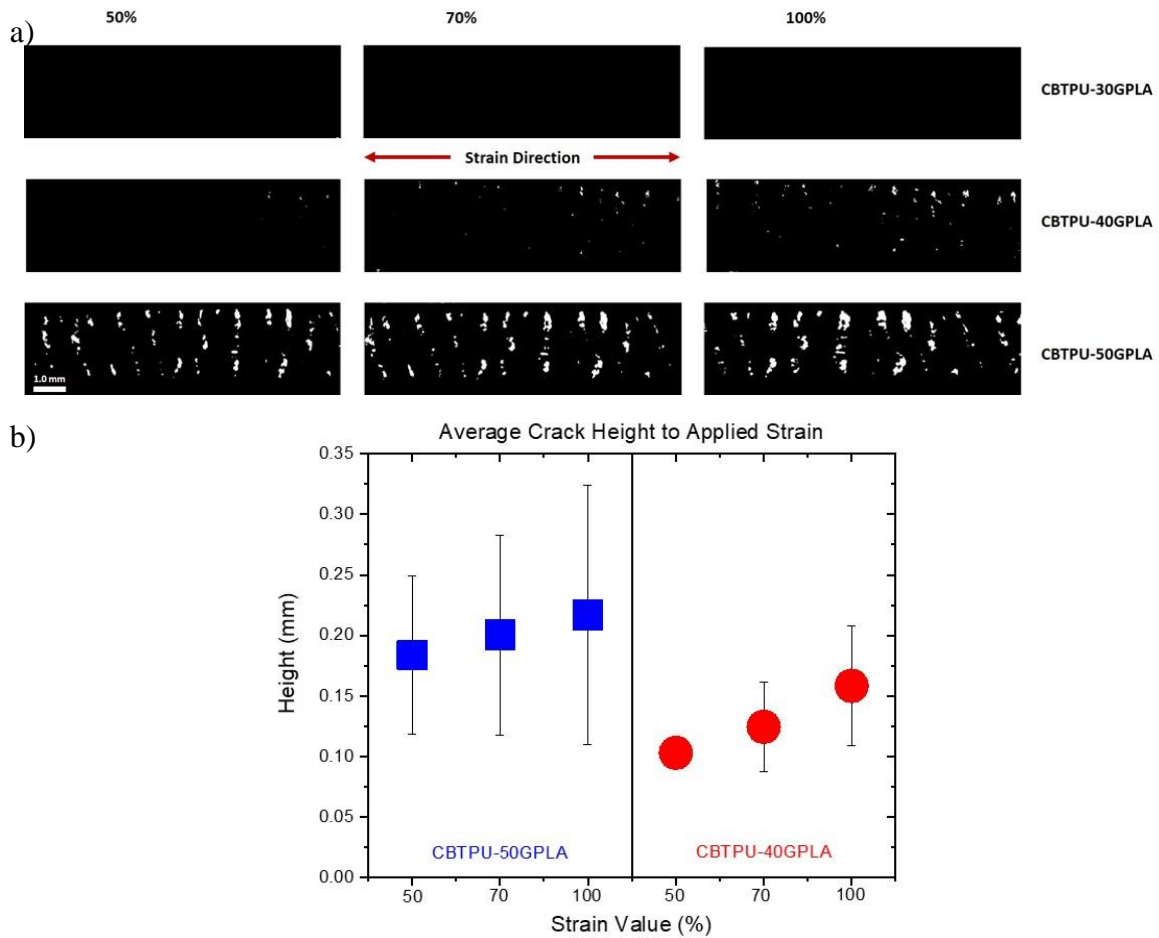 a)
50% 70% 100%
CBTPU-30GPLA
Strain Direction
CBTPU-40GPLA
CBTPU-50GPLA
1.0 mm
b)
Average Crack Height to Applied Strain
0.35
0.30
0.25
0.20
0.15
0.10
0.05
0.00
Height (mm)
CBTPU-50GPLA CBTPU-40GPLA
50 70 100 50 70 100
Strain Value (%)